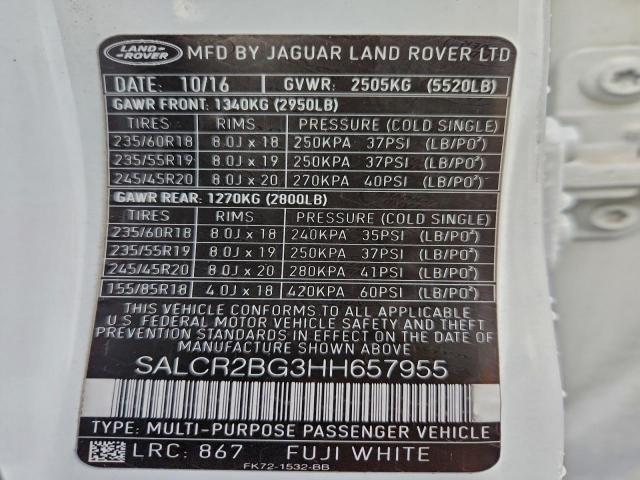 LAND-ROVER MFD BY JAGUAR LAND ROVER LTD
DATE: 10/16 GVWR: 2505KG (5520LB)
GAWR FRONT: 1340KG (2950LB)
TIRES RIMS PRESSURE (COLD SINGLE)
235/60R18 8.0J x 18 250KPA 37PSI (LB/PO²)
235/55R19 8.0J x 19 250KPA 37PSI (LB/PO²)
245/45R20 8.0J x 20 270KPA 40PSI (LB/PO²)
GAWR REAR: 1270KG (2800LB)
TIRES RIMS PRESSURE (COLD SINGLE)
235/60R18 8.0J x 18 240KPA 35PSI (LB/PO²)
235/55R19 8.0J x 19 250KPA 37PSI (LB/PO²)
245/45R20 8.0J x 20 280KPA 41PSI (LB/PO²)
155/85R18 4.0J x 18 420KPA 60PSI (LB/PO²)
THIS VEHICLE CONFORMS TO ALL APPLICABLE
U.S. FEDERAL MOTOR VEHICLE SAFETY AND THEFT
PREVENTION STANDARDS IN EFFECT ON THE DATE OF
MANUFACTURE SHOWN ABOVE.
SALCR2BG3HH657955
TYPE: MULTI-PURPOSE PASSENGER VEHICLE
LRC: 867 FUJI WHITE
FK72-1532-BB